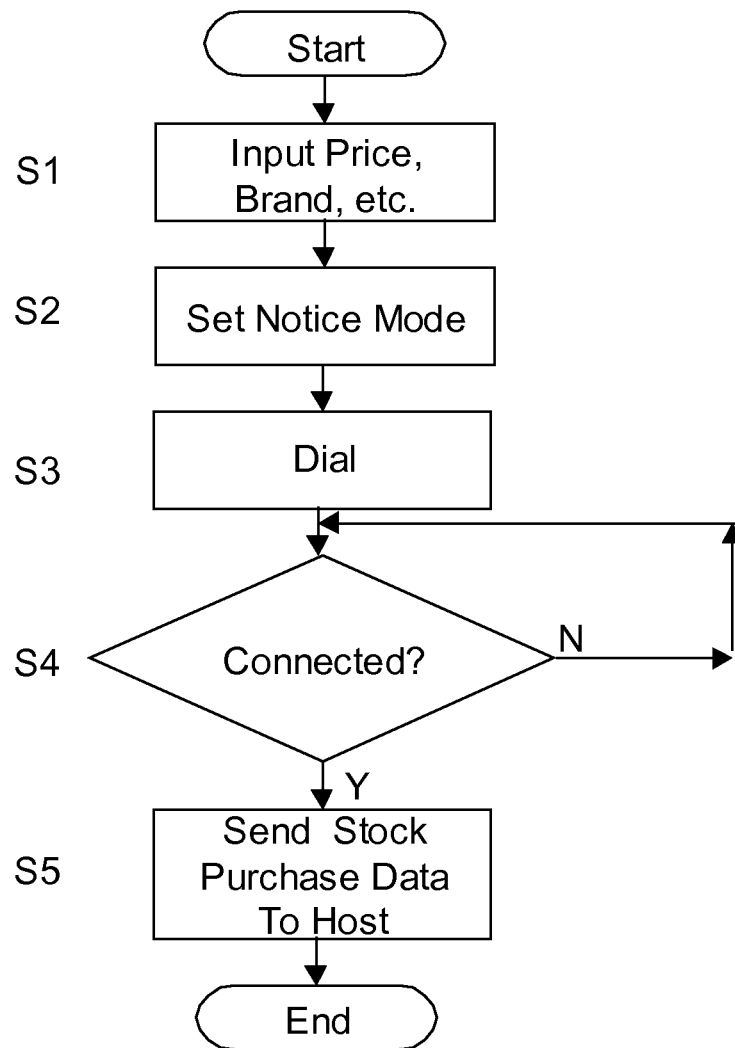 Start
S1
Input Price,
Brand, etc.
S2
Set Notice Mode
S3
Dial
S4
Connected?
N
Y
S5
Send Stock
Purchase Data
To Host
End